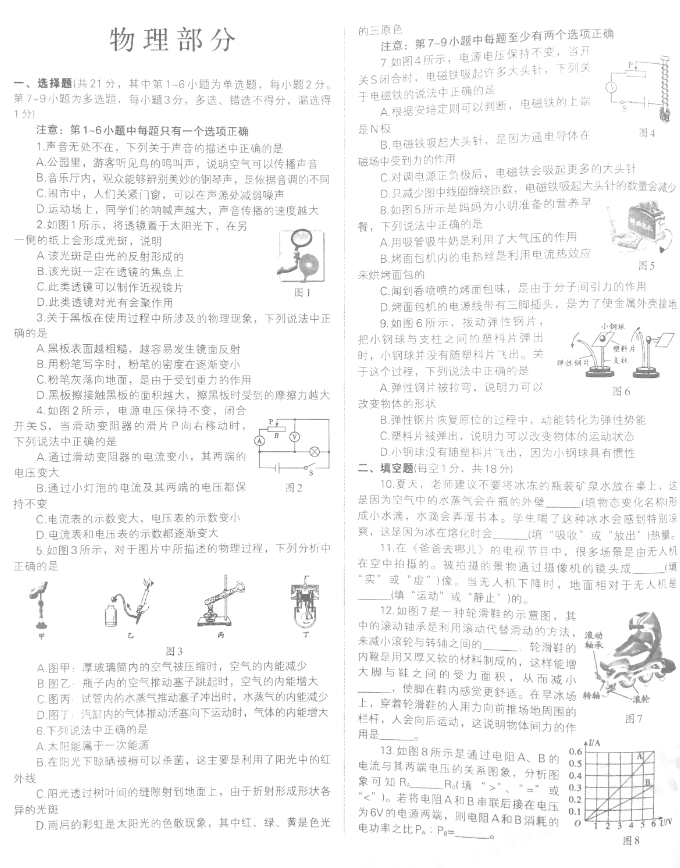 物理部分
一、选择题(共21分，其中第1~6小题为单选题，每小题2分。
第7~9小题为多选题，每小题3分，多选、错选不得分，漏选得
1分)
注意：第1~6小题中每题只有一个选项正确
1.声音无处不在，下列关于声音的描述中正确的是
A.公园里，游客听见鸟的鸣叫声，说明空气可以传播声音
B.音乐厅内，观众能够辨别美妙的钢琴声，是依据音调的不同
C.闹市中，人们关紧门窗，可以在声源处减弱噪声
D.运动场上，同学们的呐喊声越大，声音传播的速度越大
2.如图1所示，将透镜置于太阳光下，在另
一侧的纸上会形成光斑，说明
A.该光斑是由光的反射形成的
B.该光斑一定在透镜的焦点上
C.此类透镜可以制作近视镜片
D.此类透镜对光有会聚作用
图1
3.关于黑板在使用过程中所涉及的物理现象，下列说法中正
确的是
A.黑板表面越粗糙，越容易发生镜面反射
B.用粉笔写字时，粉笔的密度在逐渐变小
C.粉笔灰落向地面，是由于受到重力的作用
D.黑板擦接触黑板的面积越大，擦黑板时受到的摩擦力越大
4.如图2所示，电源电压保持不变，闭合
开关S，当滑动变阻器的滑片P向右移动时，
下列说法中正确的是
A.通过滑动变阻器的电流变小，其两端的
电压变大
B.通过小灯泡的电流及其两端的电压都保
持不变
C.电流表的示数变大，电压表的示数变小
D.电流表和电压表的示数都逐渐变大
P
R
A
V
S
图2
5.如图3所示，对于图片中所描述的物理过程，下列分析中
正确的是
甲 乙 丙 丁
图3
A.图甲：厚玻璃筒内的空气被压缩时，空气的内能减少
B.图乙：瓶子内的空气推动塞子跳起时，空气的内能增大
C.图丙：试管内的水蒸气推动塞子冲出时，水蒸气的内能减少
D.图丁：汽缸内的气体推动活塞向下运动时，气体的内能增大
6.下列说法中正确的是
A.太阳能属于一次能源
B.在阳光下晾晒被褥可以杀菌，这主要是利用了阳光中的红
外线
C.阳光透过树叶间的缝隙射到地面上，由于折射形成形状各
异的光斑
D.雨后的彩虹是太阳光的色散现象，其中红、绿、黄是色光
的三原色
注意：第7~9小题中每题至少有两个选项正确
7.如图4所示，电源电压保持不变，当开
关S闭合时，电磁铁吸起许多大头针，下列关
于电磁铁的说法中正确的是
A.根据安培定则可以判断，电磁铁的上端
是N极
P
S
图4
B.电磁铁吸起大头针，是因为通电导体在
磁场中受到力的作用
C.对调电源正负极后，电磁铁会吸起更多的大头针
D.只减少图中线圈缠绕匝数，电磁铁吸起大头针的数量会减少
8.如图5所示是妈妈为小明准备的营养早
餐，下列说法中正确的是
A.用吸管吸牛奶是利用了大气压的作用
B.烤面包机内的电热丝是利用电流热效应
来烘烤面包的
图5
C.闻到香喷喷的烤面包味，是由于分子间引力的作用
D.烤面包机的电源线带有三脚插头，是为了使金属外壳接地
9.如图6所示，拨动弹性钢片，
把小钢球与支柱之间的塑料片弹出
时，小钢球并没有随塑料片飞出。关
于这个过程，下列说法中正确的是
A.弹性钢片被拉弯，说明力可以
改变物体的形状
小钢球
塑料片
弹性钢片
支柱
图6
B.弹性钢片恢复原位的过程中，动能转化为弹性势能
C.塑料片被弹出，说明力可以改变物体的运动状态
D.小钢球没有随塑料片飞出，因为小钢球具有惯性
二、填空题(每空1分，共18分)
10.夏天，老师建议不要将冰冻的瓶装矿泉水放在桌上，这
是因为空气中的水蒸气会在瓶的外壁______(填物态变化名称)形
成小水滴，水滴会弄湿书本。学生喝了这种冰水会感到特别凉
爽，这是因为冰在熔化时会______(填“吸收”或“放出”)热量。
11.在《爸爸去哪儿》的电视节目中，很多场景是由无人机
在空中拍摄的。被拍摄的景物通过摄像机的镜头成______(填
“实”或“虚”)像。当无人机下降时，地面相对于无人机是
______(填“运动”或“静止”)的。
12.如图7是一种轮滑鞋的示意图，其
中的滚动轴承是利用滚动代替滑动的方法，
来减小滚轮与转轴之间的______；轮滑鞋的
内靴是用又厚又软的材料制成的，这样能增
大脚与鞋之间的受力面积，从而减小
______，使脚在鞋内感觉更舒适。在旱冰场
上，穿着轮滑鞋的人用力向前推场地周围的
栏杆，人会向后运动，这说明物体间力的作
用是______。
滚动
轴承
转轴
滚轮
图7
13.如图8所示是通过电阻A、B的
电流与其两端电压的关系图象，分析图
象可知RA______RB(填“>”、“=”或
“<”)。若将电阻A和B串联后接在电压
为6V的电源两端，则电阻A和B消耗的
电功率之比PA：PB=______。
I/A
0.6
0.5
0.4
0.3
0.2
0.1
O 1 2 3 4 5 6 U/V
A
B
图8